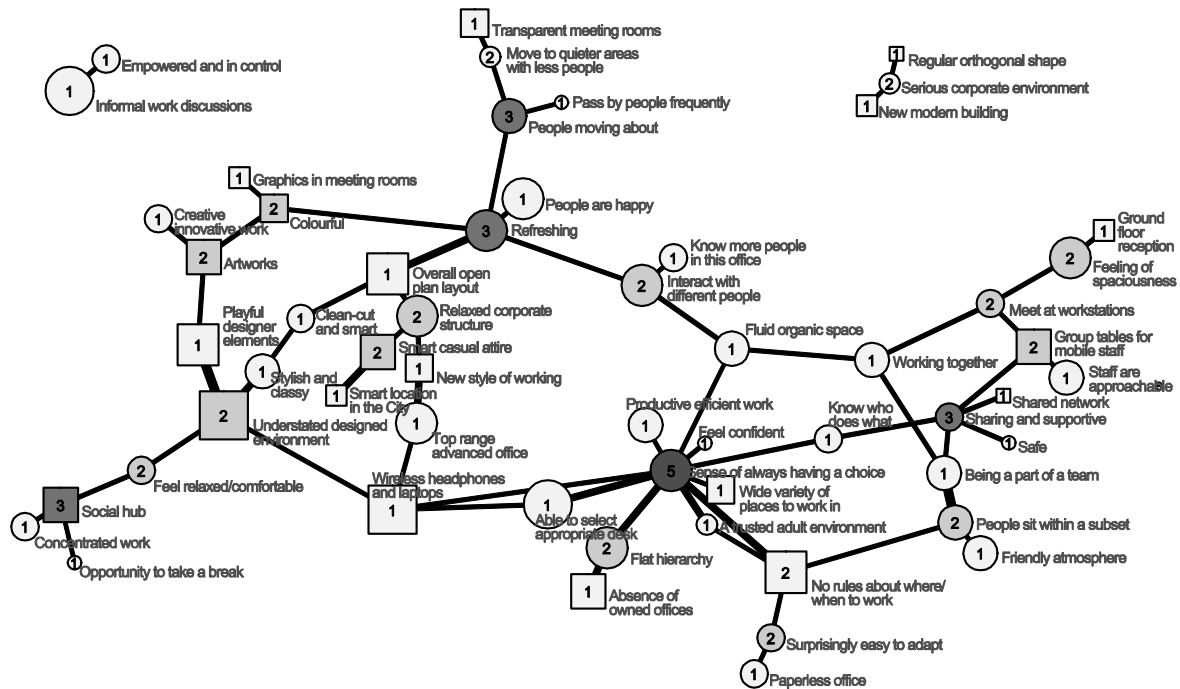 1 Transparent meeting rooms
2 Move to quieter areas
with less people
1 Empowered and in control
1 Informal work discussions
1 Regular orthogonal shape
2 Serious corporate environment
1 New modern building
1 Pass by people frequently
3 People moving about
1 Graphics in meeting rooms
2 Colourful
1 Creative
innovative work
2 Artworks
1 People are happy
3 Refreshing
1 Overall open
plan layout
1 Know more people
in this office
2 Interact with
different people
1 Ground
floor
reception
1 Feeling of
spaciousness
2
2 Meet at workstations
1 Playful
designer
elements
1 Clean-cut
and smart
2 Relaxed corporate
structure
2 Smart casual attire
1 Fluid organic space
1 Working together
2 Group tables for
mobile staff
1 Staff are
approachable
1 Stylish and
classy
1 New style of working
1 Smart location
in the City
2 Understated designed
environment
1 Top range
advanced office
1 Productive efficient work
1 Feel confident
1 Know who
does what
1 Shared network
3 Sharing and supportive
1 Safe
2 Feel relaxed/comfortable
3 Social hub
1 Concentrated work
1 Opportunity to take a break
1 Wireless headphones
and laptops
5 Sense of always having a choice
1 Wide variety of
places to work in
1 Being a part of a team
1 Able to select
appropriate desk
1 A trusted adult environment
2 People sit within a subset
1 Friendly atmosphere
2 Flat hierarchy
1 Absence of
owned offices
2 No rules about where/
when to work
2 Surprisingly easy to adapt
1 Paperless office